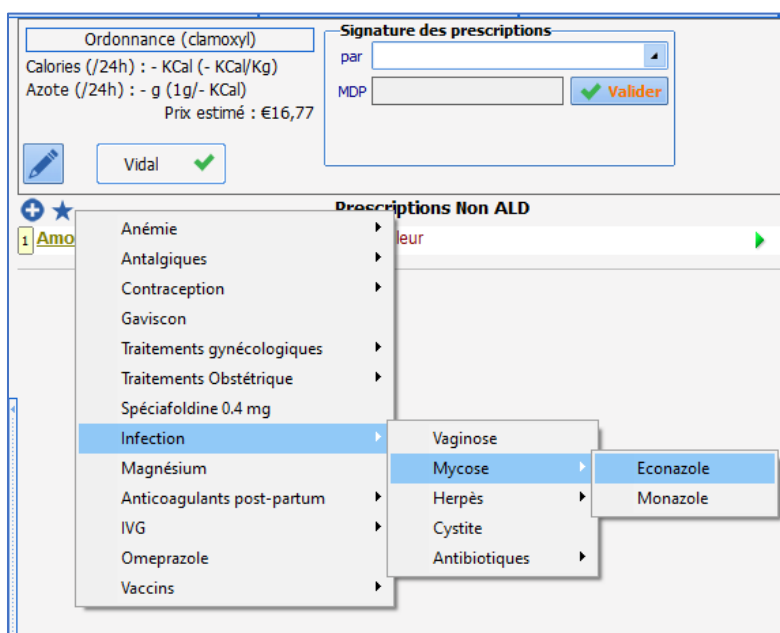 Ordonnance (clamoxyl)
Calories (/24h) : - KCal (- KCal/Kg)
Azote (/24h) : - g (1g/- KCal)
Prix estimé : €16,77
Vidal
Signature des prescriptions
par
MDP
Valider
Prescriptions Non ALD
1 Amo
leur
Anémie
Antalgiques
Contraception
Gaviscon
Traitements gynécologiques
Traitements Obstétrique
Spéciafoldine 0.4 mg
Infection
Magnésium
Anticoagulants post-partum
IVG
Omeprazole
Vaccins
Vaginose
Mycose
Herpès
Cystite
Antibiotiques
Econazole
Monazole